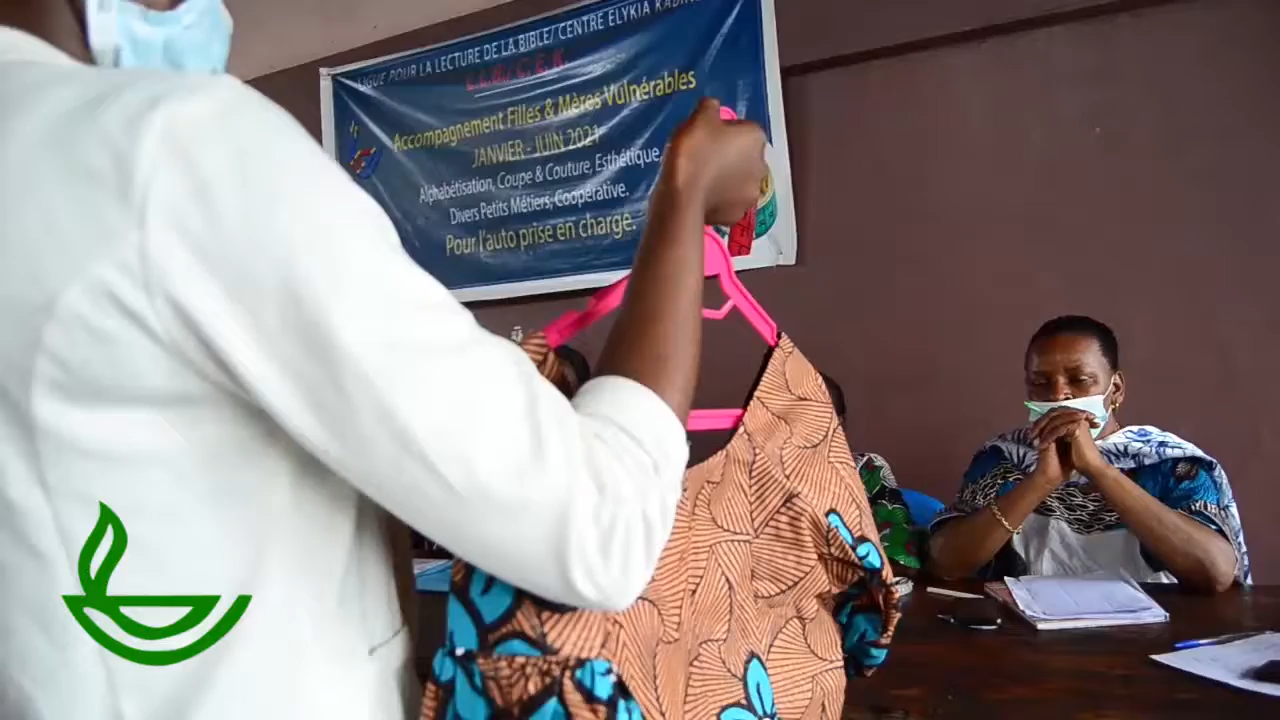 LIGUE POUR LA LECTURE DE LA BIBLE/ CENTRE ELYKIA
Accompagnement Filles & Mères Vulnérables
JANVIER - JUIN 2021
Alphabétisation, Coupe & Couture, Esthétique,
Divers Petits Métiers, Coopérative.
Pour l'auto prise en charge.